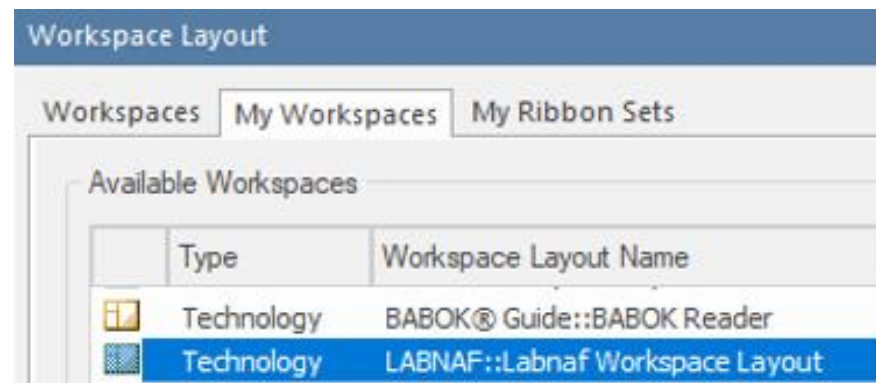 Workspace Layout
Workspaces My Workspaces My Ribbon Sets
Available Workspaces
Type Workspace Layout Name
Technology BABOK® Guide::BABOK Reader
Technology LABNAF::Labnaf Workspace Layout